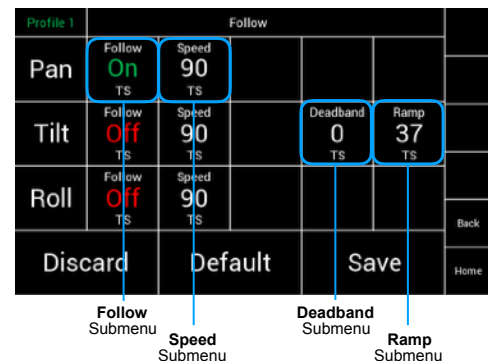 Profile 1 Follow
Pan Follow On TS Speed 90 TS
Tilt Follow Off TS Speed 90 TS Deadband 0 TS Ramp 37 TS
Roll Follow Off TS Speed 90 TS
Back
Discard Default Save Home
Follow Submenu
Speed Submenu
Deadband Submenu
Ramp Submenu